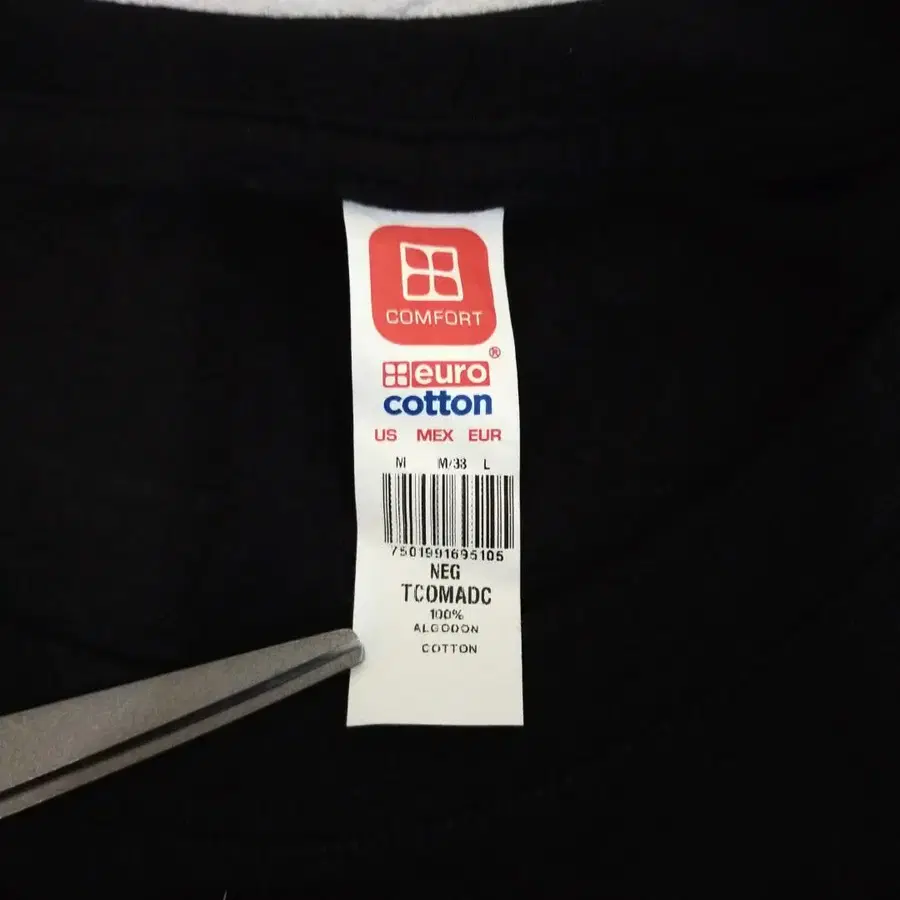 COMFORT
euro®
cotton
US MEX EUR
M M/38 L
7501991695105
NEG
TCOMADC
100%
ALGODON
COTTON